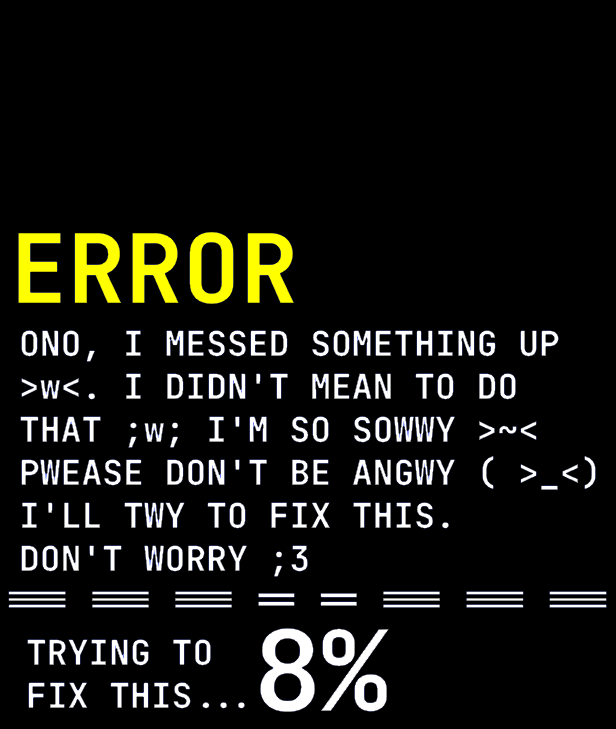 ERROR
ONO, I MESSED SOMETHING UP
>w<. I DIDN'T MEAN TO DO
THAT ;w; I'M SO SOWWY >~<
PWEASE DON'T BE ANGWY ( >_<)
I'LL TWY TO FIX THIS.
DON'T WORRY ;3
TRYING TO
FIX THIS...8%